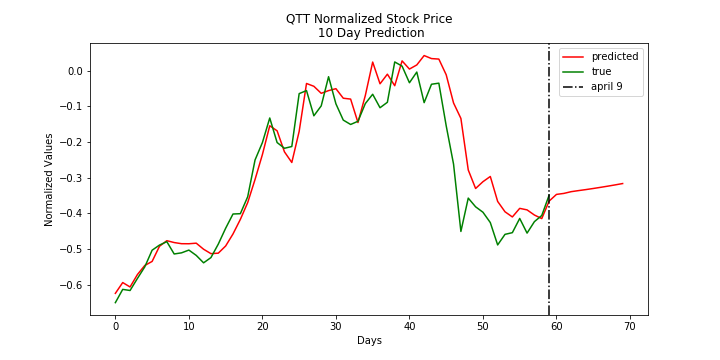 QTT Normalized Stock Price
10 Day Prediction
predicted
true
april 9
Normalized Values
0.0
−0.1
−0.2
−0.3
−0.4
−0.5
−0.6
0 10 20 30 40 50 60 70
Days